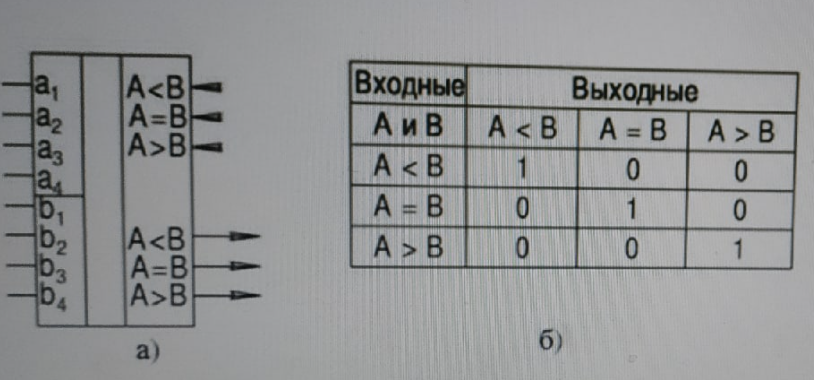 a1 A<B
a2 A=B
a3 A>B
a4
b1
b2 A<B
b3 A=B
b4 A>B
а)
Входные Выходные
А и В A < B A = B A > B
A < B 1 0 0
A = B 0 1 0
A > B 0 0 1
б)